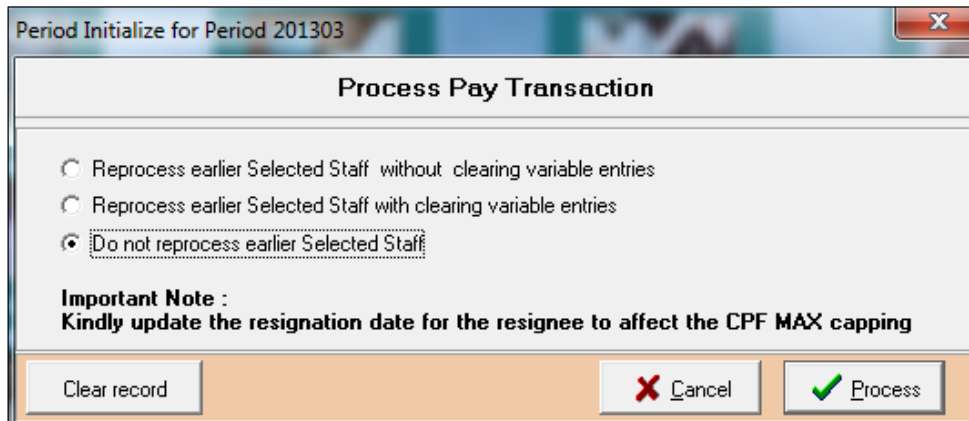 Period Initialize for Period 201303
Process Pay Transaction
Reprocess earlier Selected Staff without clearing variable entries
Reprocess earlier Selected Staff with clearing variable entries
Do not reprocess earlier Selected Staff
Important Note :
Kindly update the resignation date for the resignee to affect the CPF MAX capping
Clear record
Cancel
Process